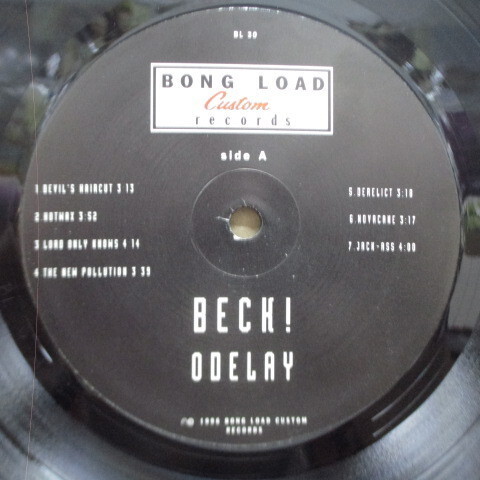 BL 30
BONG LOAD
Custom
records
side A
1 DEVIL'S HAIRCUT 3 13
2. HOTWAX 3:52
3 LORD ONLY KNOWS 4 14
4 THE NEW POLLUTION 3 39
5. DERELICT 3:10
6 NOVACANE 3:17
7. JACK-ASS 4:00
BECK!
ODELAY
1996 BONG LOAD CUSTOM
RECORDS